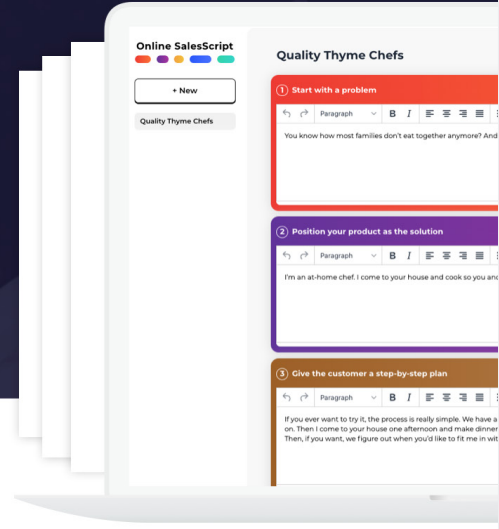 Online SalesScript
+ New
Quality Thyme Chefs
Quality Thyme Chefs
1 Start with a problem
Paragraph B I
You know how most families don't eat together anymore? And
2 Position your product as the solution
Paragraph B I
I'm an at-home chef. I come to your house and cook so you and
3 Give the customer a step-by-step plan
Paragraph B I
If you ever want to try it, the process is really simple. We have a
on. Then I come to your house one afternoon and make dinner
Then, if you want, we figure out when you'd like to fit me in wit